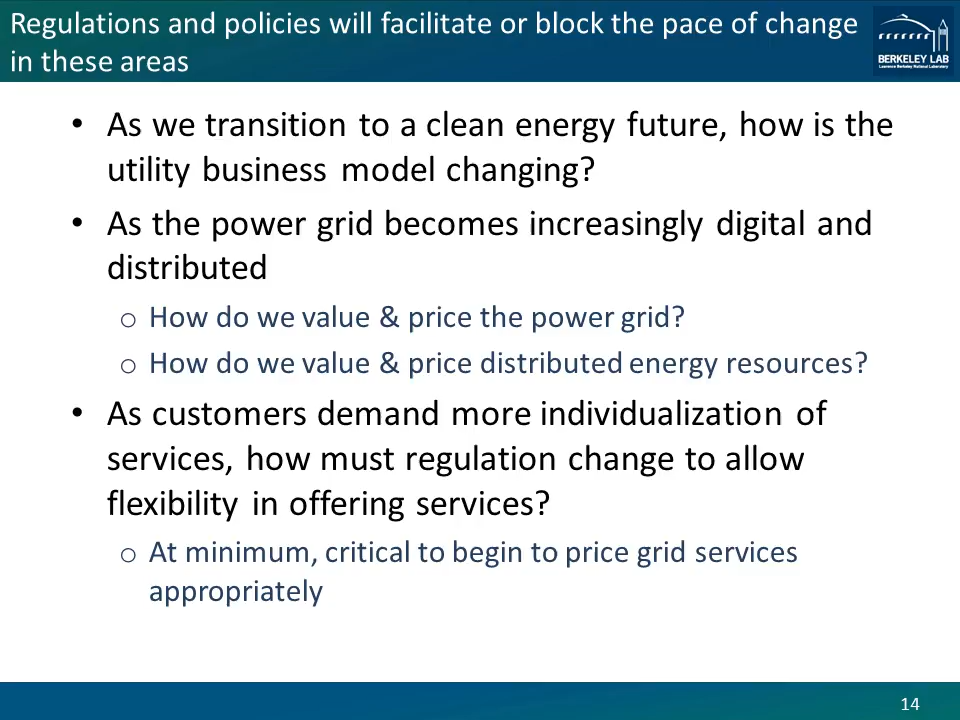 Regulations and policies will facilitate or block the pace of change
in these areas
BERKELEY LAB
Lawrence Berkeley National Laboratory
• As we transition to a clean energy future, how is the
utility business model changing?
• As the power grid becomes increasingly digital and
distributed
o How do we value & price the power grid?
o How do we value & price distributed energy resources?
• As customers demand more individualization of
services, how must regulation change to allow
flexibility in offering services?
o At minimum, critical to begin to price grid services
appropriately
14